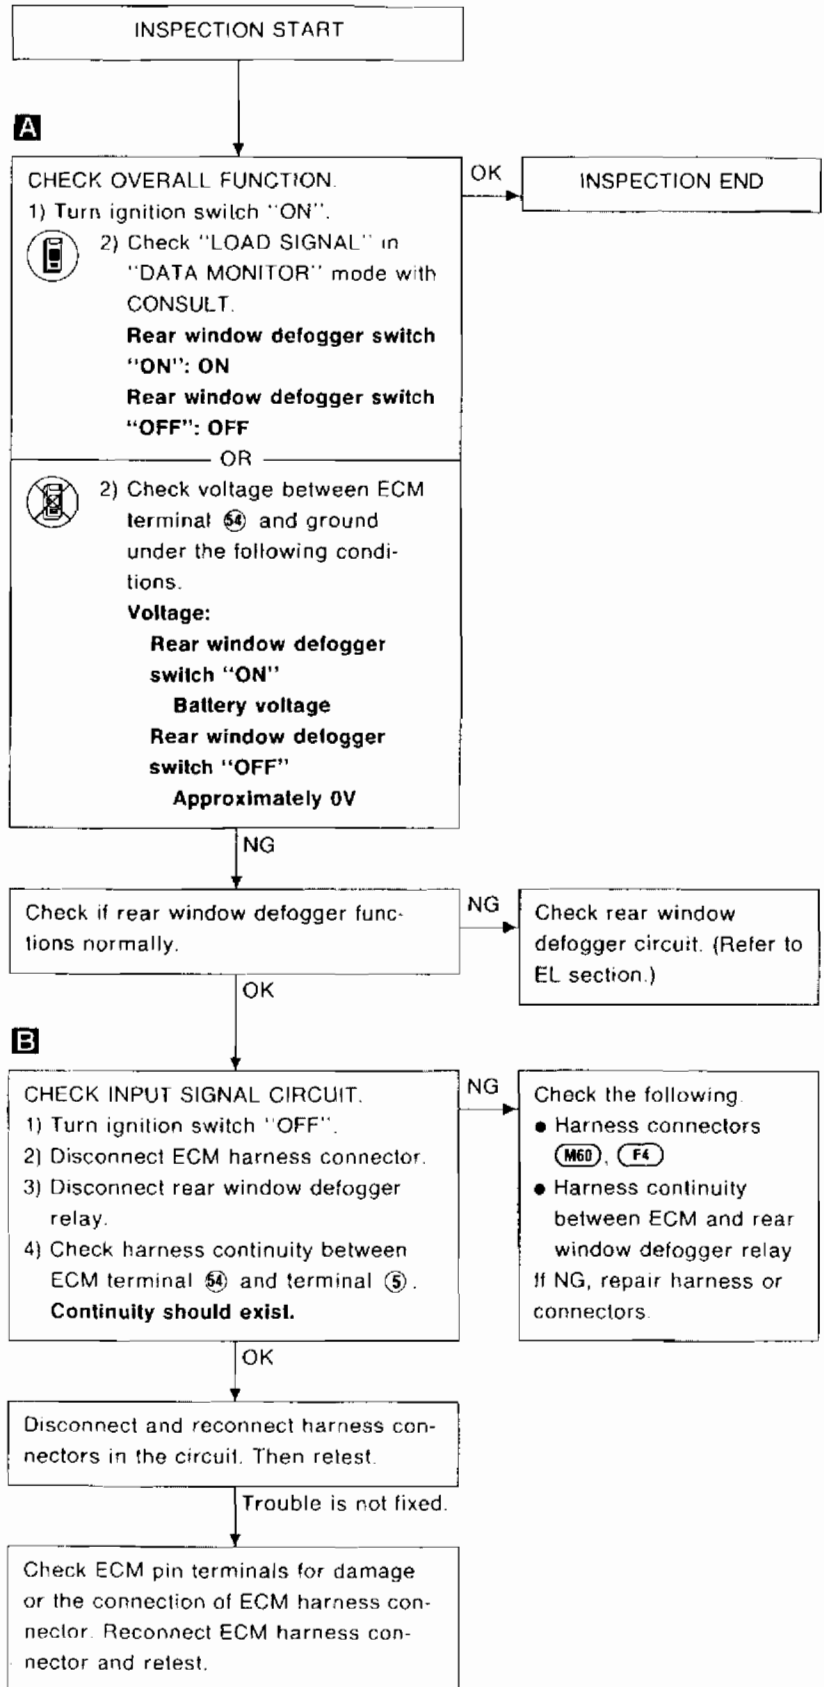 INSPECTION START
A
CHECK OVERALL FUNCTION.
1) Turn ignition switch "ON".
2) Check "LOAD SIGNAL" in
"DATA MONITOR" mode with
CONSULT.
Rear window defogger switch
"ON": ON
Rear window defogger switch
"OFF": OFF
OR
2) Check voltage between ECM
terminal 54 and ground
under the following condi-
tions.
Voltage:
Rear window defogger
switch "ON"
Battery voltage
Rear window defogger
switch "OFF"
Approximately 0V
OK
INSPECTION END
NG
Check if rear window defogger func-
tions normally.
NG
Check rear window
defogger circuit. (Refer to
EL section.)
OK
B
CHECK INPUT SIGNAL CIRCUIT.
1) Turn ignition switch "OFF".
2) Disconnect ECM harness connector.
3) Disconnect rear window defogger
relay.
4) Check harness continuity between
ECM terminal 54 and terminal 5.
Continuity should exist.
NG
Check the following.
● Harness connectors
M60, F4
● Harness continuity
between ECM and rear
window defogger relay
If NG, repair harness or
connectors.
OK
Disconnect and reconnect harness con-
nectors in the circuit. Then retest.
Trouble is not fixed.
Check ECM pin terminals for damage
or the connection of ECM harness con-
nector. Reconnect ECM harness con-
nector and retest.